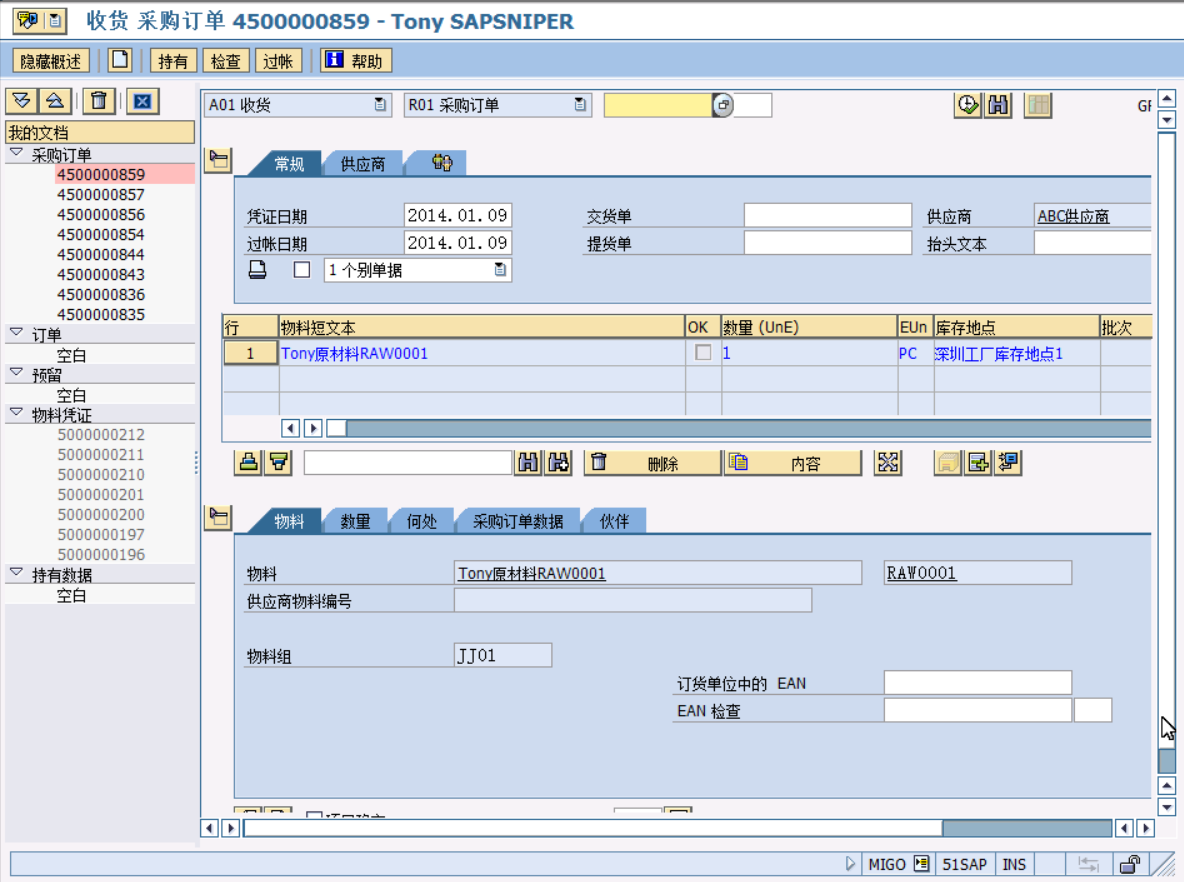 收货 采购订单 4500000859 - Tony SAPSNIPER
隐藏概述 持有 检查 过帐 帮助
A01 收货 R01 采购订单
我的文档
采购订单
4500000859
4500000857
4500000856
4500000854
4500000844
4500000843
4500000836
4500000835
订单
空白
预留
空白
物料凭证
5000000212
5000000211
5000000210
5000000201
5000000200
5000000197
5000000196
持有数据
空白
常规 供应商
凭证日期 2014.01.09 交货单 供应商 ABC供应商
过帐日期 2014.01.09 提货单 抬头文本
1 个别单据
行 物料短文本 OK 数量 (UnE) EUn 库存地点 批次
1 Tony原材料RAW0001 1 PC 深圳工厂库存地点1
删除 内容
物料 数量 何处 采购订单数据 伙伴
物料 Tony原材料RAW0001 RAW0001
供应商物料编号
物料组 JJ01
订货单位中的 EAN
EAN 检查
MIGO 51SAP INS